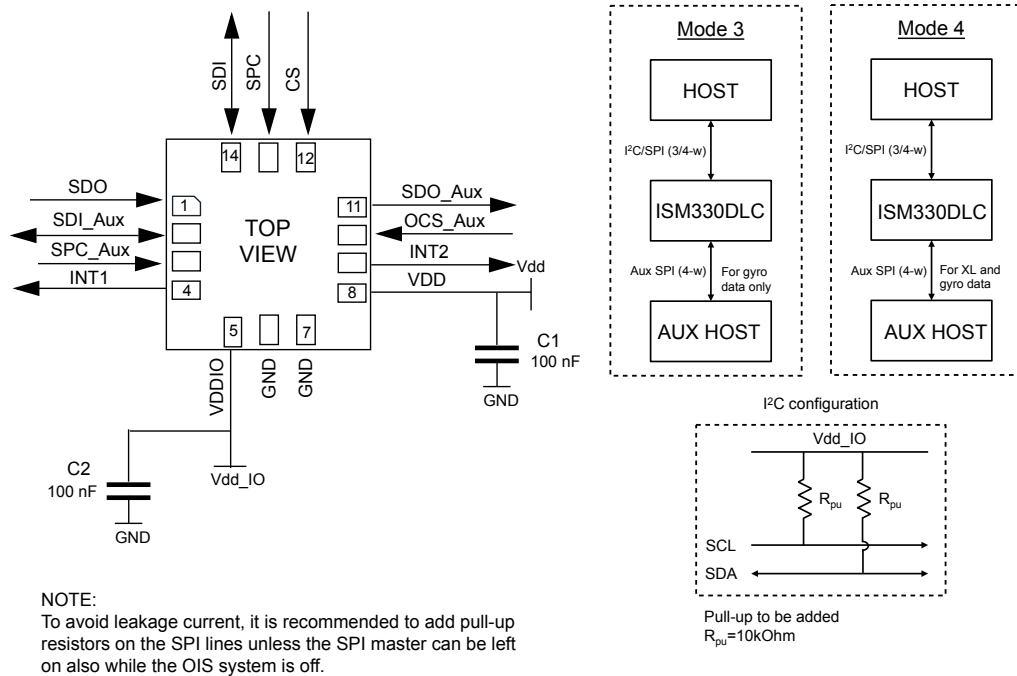 SDI
SPC
CS
14
12
SDO
SDI_Aux
SPC_Aux
INT1
1
4
TOP
VIEW
11
8
SDO_Aux
OCS_Aux
INT2
Vdd
VDD
5
7
VDDIO
GND
GND
C1
100 nF
GND
C2
100 nF
GND
Vdd_IO
NOTE:
To avoid leakage current, it is recommended to add pull-up
resistors on the SPI lines unless the SPI master can be left
on also while the OIS system is off.
Mode 3
HOST
I²C/SPI (3/4-w)
ISM330DLC
Aux SPI (4-w)
For gyro
data only
AUX HOST
Mode 4
HOST
I²C/SPI (3/4-w)
ISM330DLC
Aux SPI (4-w)
For XL and
gyro data
AUX HOST
I²C configuration
Vdd_IO
Rpu
Rpu
SCL
SDA
Pull-up to be added
Rpu=10kOhm